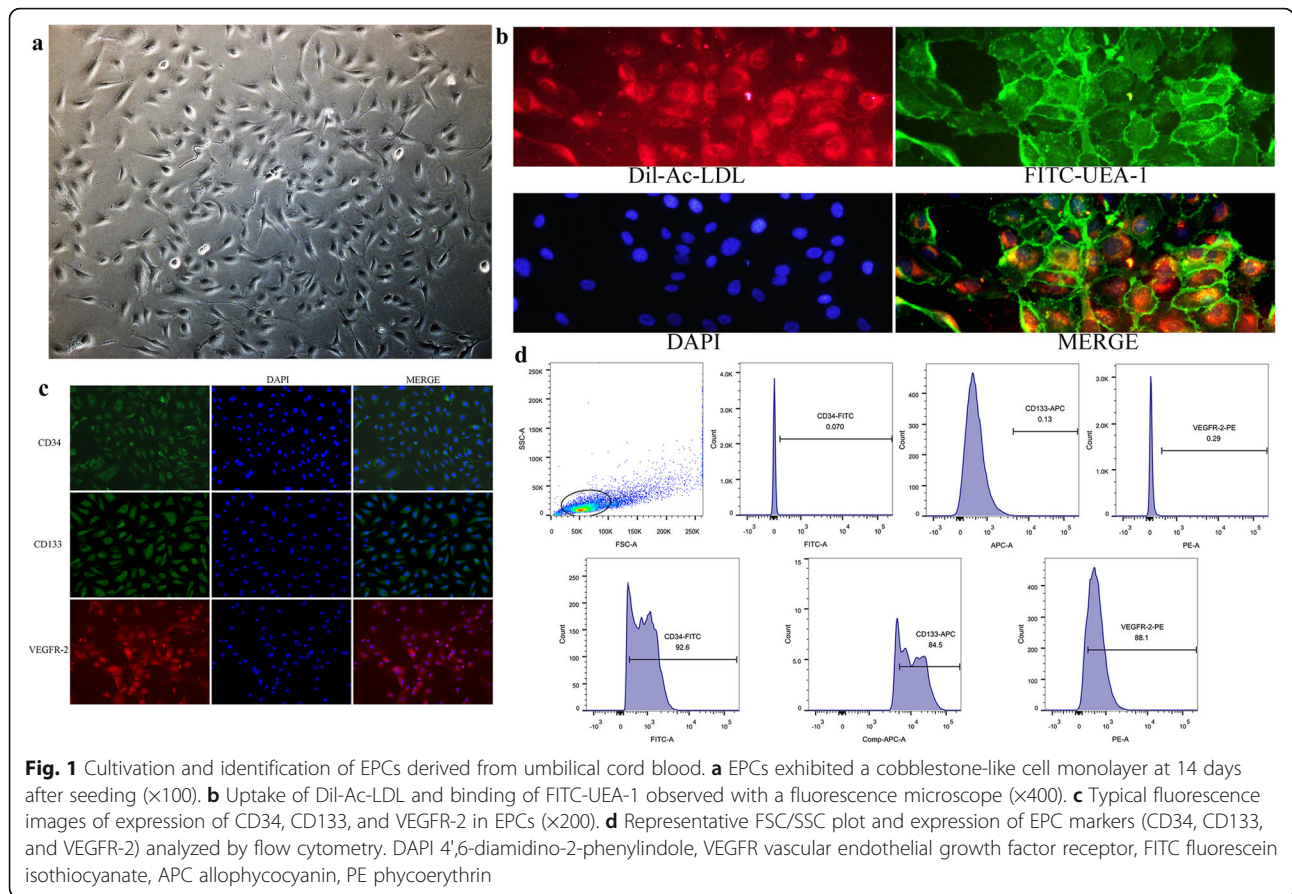 a
b
Dil-Ac-LDL FITC-UEA-1
DAPI MERGE
c
DAPI MERGE
CD34
CD133
VEGFR-2
d
250K
200K
150K
100K
50K
0
SSC-A
0 50K 100K 150K 200K 250K
FSC-A
4.0K
3.0K
2.0K
1.0K
0
Count
CD34-FITC
0.070
-10³ 0 10³ 10⁴ 10⁵
FITC-A
400
300
200
100
0
Count
CD133-APC
0.13
-10³ 0 10³ 10⁴ 10⁵
APC-A
3.0K
2.0K
1.0K
0
Count
VEGFR-2-PE
0.29
-10³ 0 10³ 10⁴ 10⁵
PE-A
250
200
150
100
50
0
Count
CD34-FITC
92.6
-10³ 0 10³ 10⁴ 10⁵
FITC-A
15
10
5.0
0
Count
CD133-APC
84.5
-10³ 0 10³ 10⁴ 10⁵
Comp-APC-A
400
300
200
100
0
Count
VEGFR-2-PE
88.1
-10³ 0 10³ 10⁴ 10⁵
PE-A
Fig. 1 Cultivation and identification of EPCs derived from umbilical cord blood. a EPCs exhibited a cobblestone-like cell monolayer at 14 days
after seeding (×100). b Uptake of Dil-Ac-LDL and binding of FITC-UEA-1 observed with a fluorescence microscope (×400). c Typical fluorescence
images of expression of CD34, CD133, and VEGFR-2 in EPCs (×200). d Representative FSC/SSC plot and expression of EPC markers (CD34, CD133,
and VEGFR-2) analyzed by flow cytometry. DAPI 4′,6-diamidino-2-phenylindole, VEGFR vascular endothelial growth factor receptor, FITC fluorescein
isothiocyanate, APC allophycocyanin, PE phycoerythrin